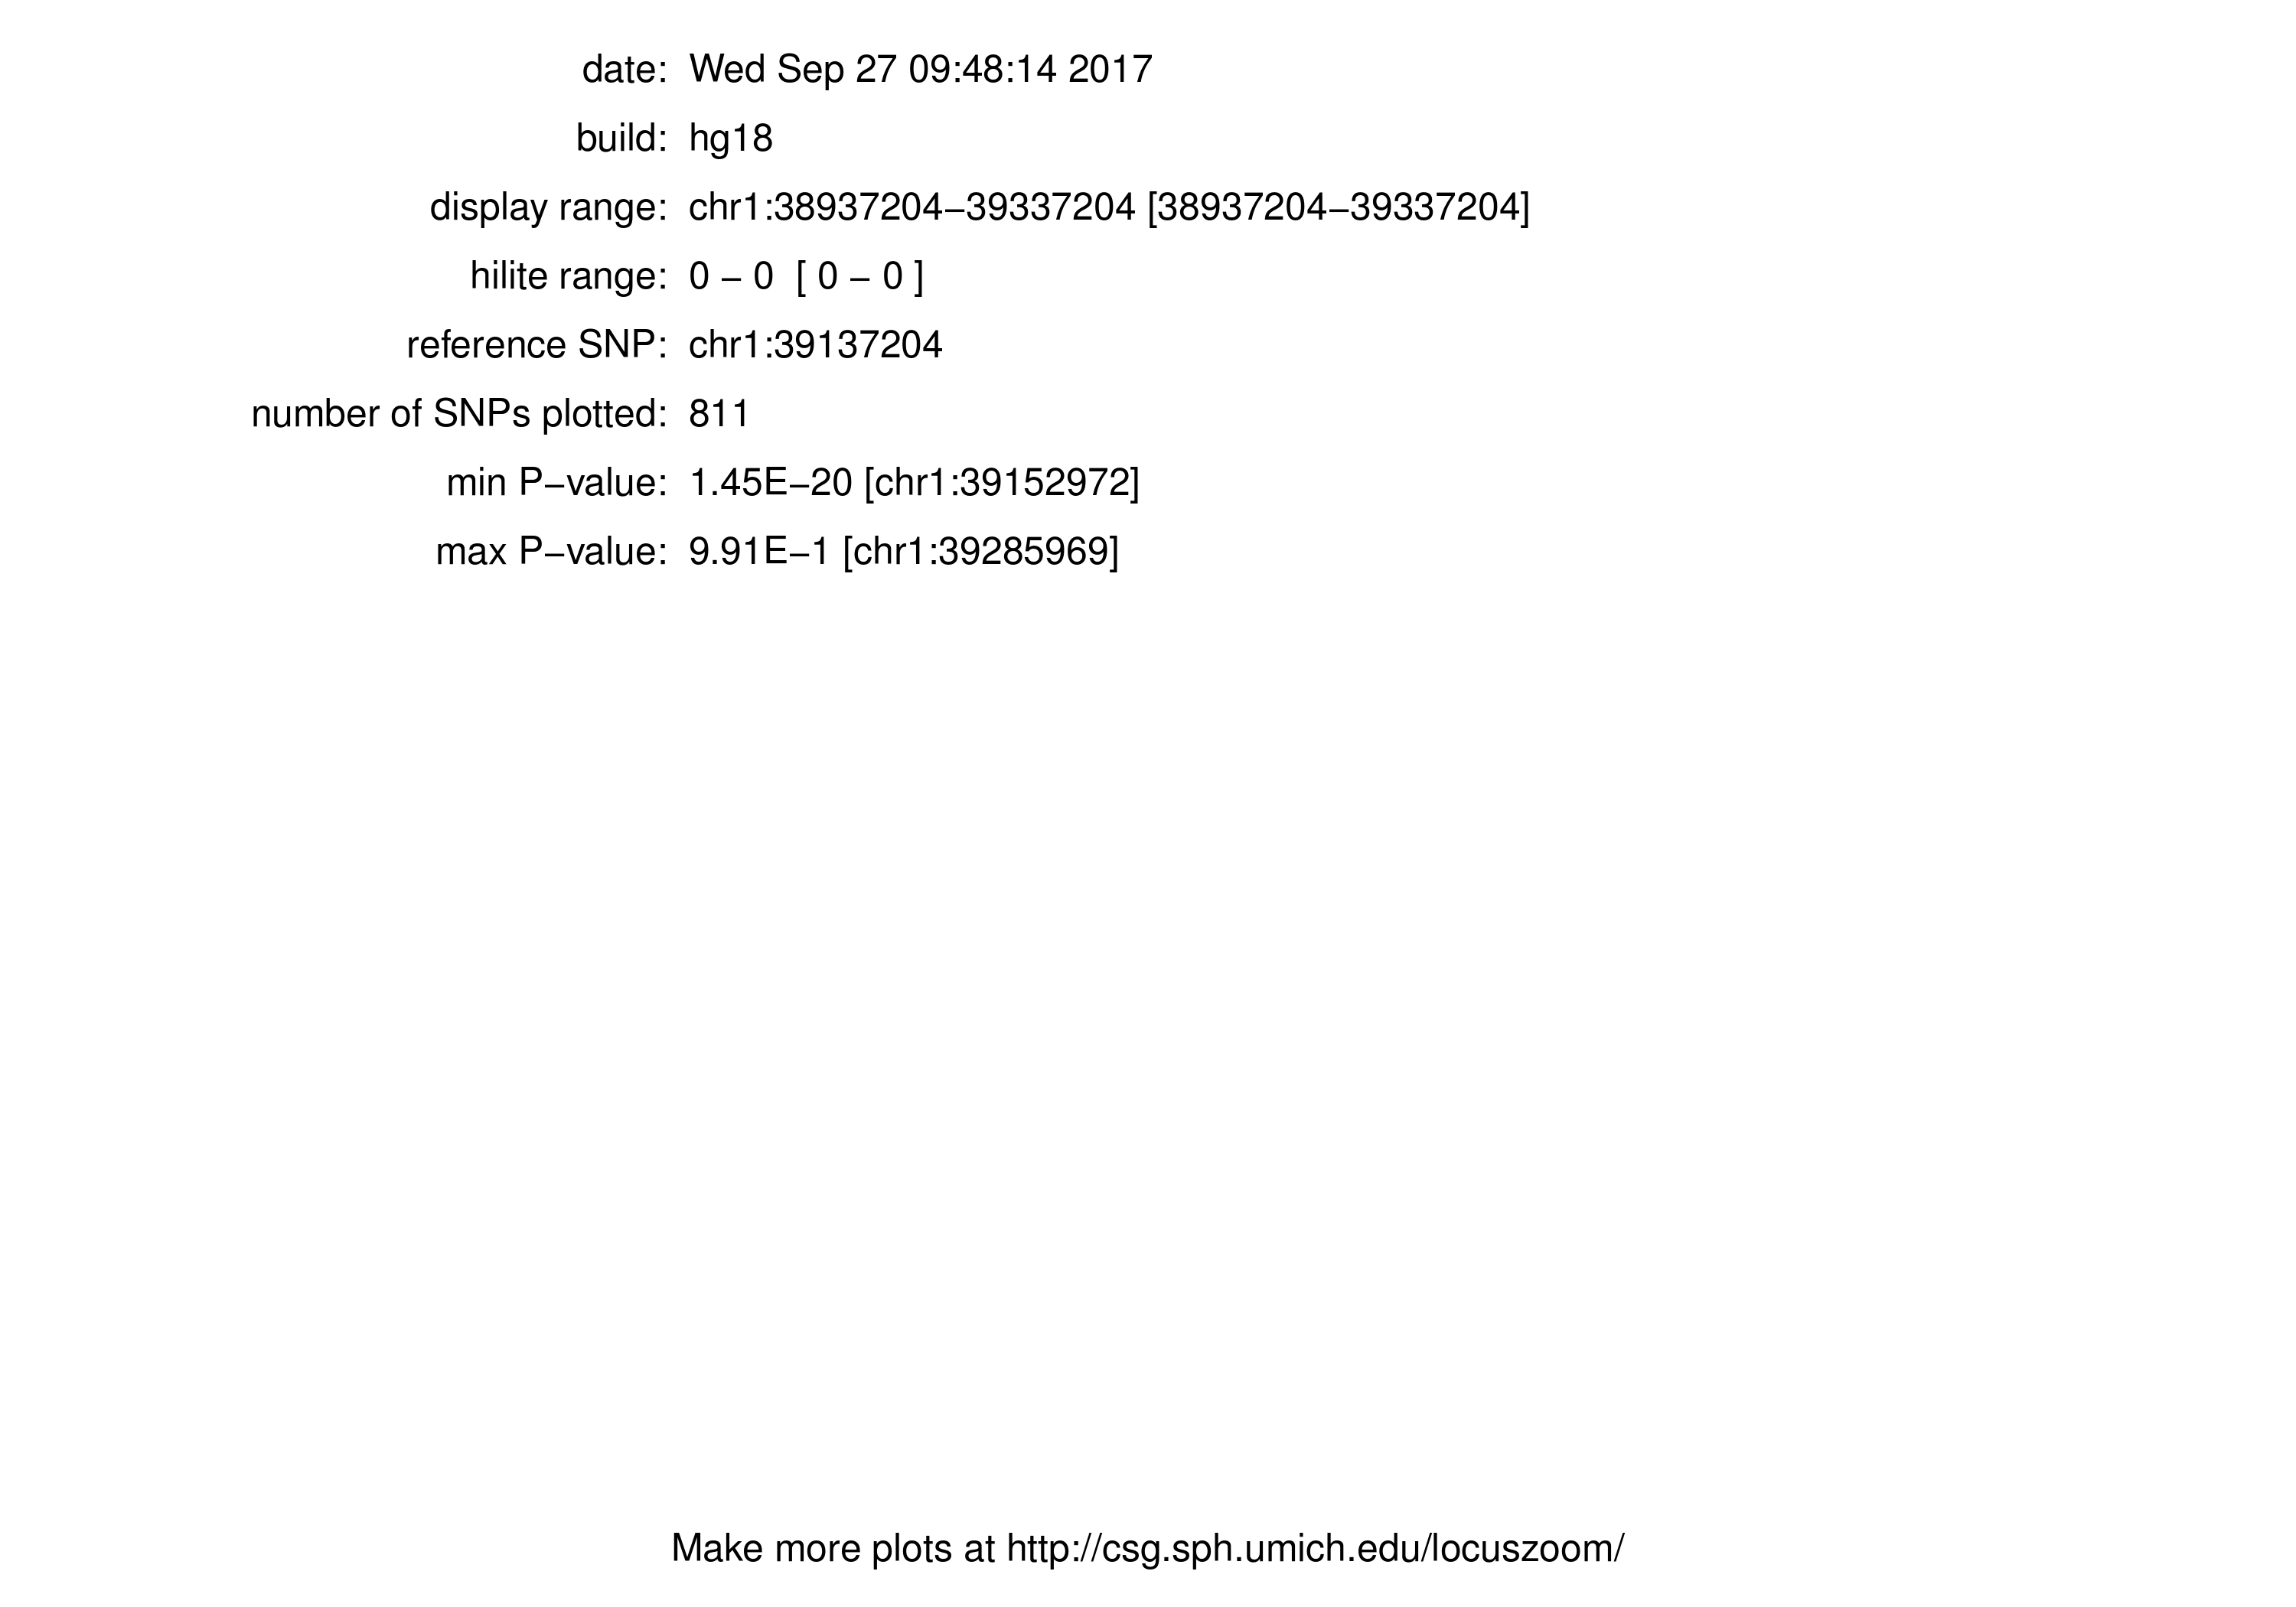 date: Wed Sep 27 09:48:14 2017
build: hg18
display range: chr1:38937204−39337204 [38937204−39337204]
hilite range: 0 − 0 [ 0 − 0 ]
reference SNP: chr1:39137204
number of SNPs plotted: 811
min P−value: 1.45E−20 [chr1:39152972]
max P−value: 9.91E−1 [chr1:39285969]
Make more plots at http://csg.sph.umich.edu/locuszoom/